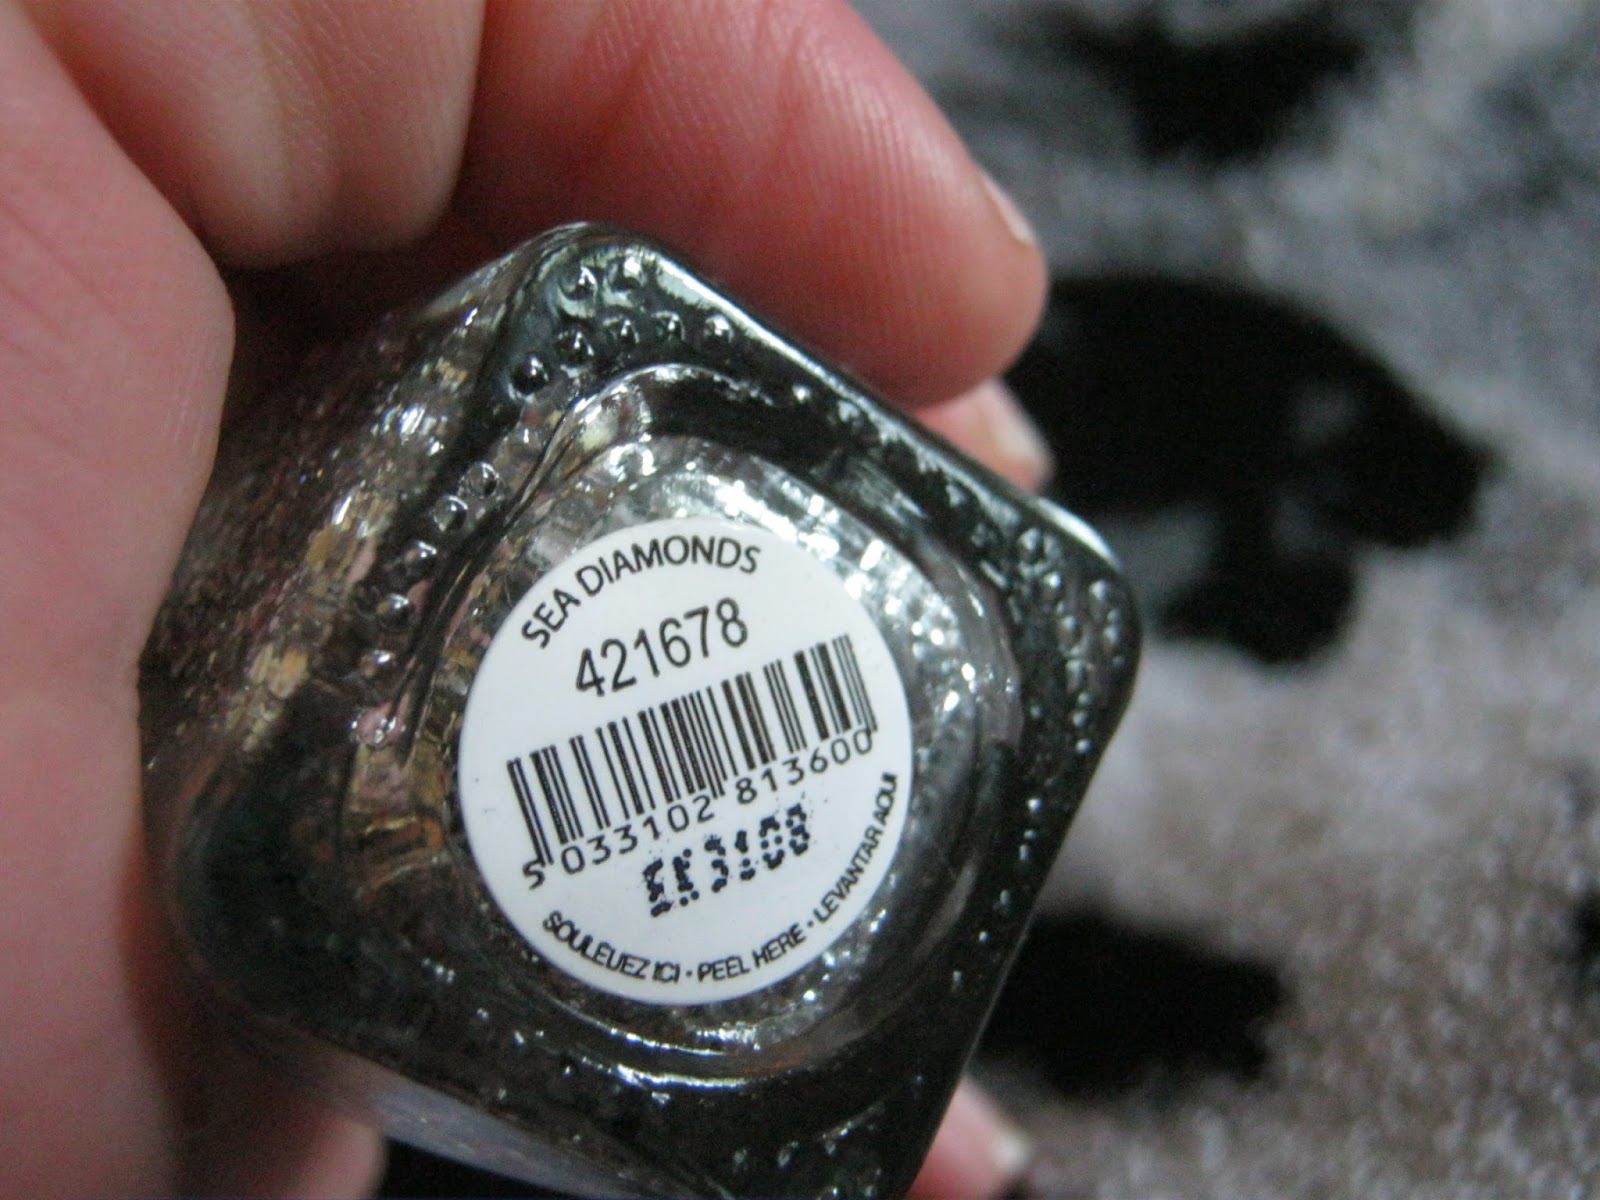 SEA DIAMONDS
421678
5 033102 813600
SOULEVEZ ICI • PEEL HERE • LEVANTAR AQUI